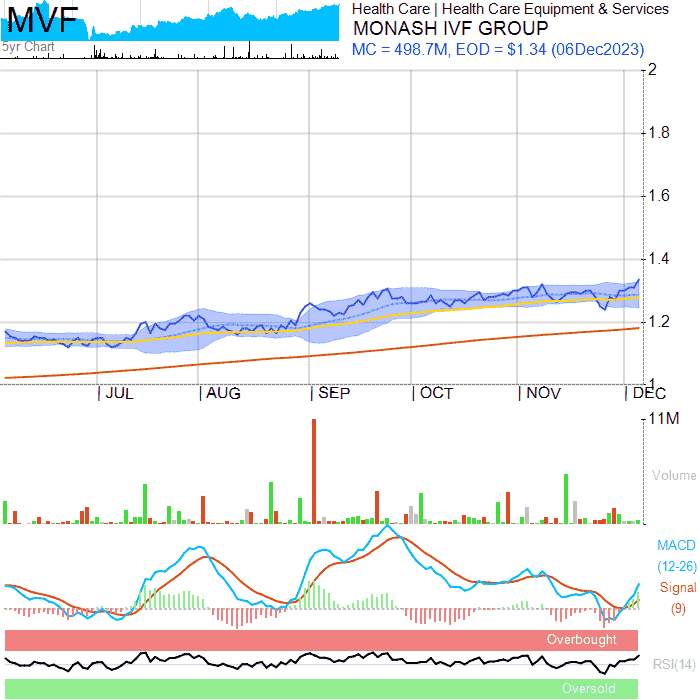 MVF
5yr Chart
Health Care | Health Care Equipment & Services
MONASH IVF GROUP
MC = 498.7M, EOD = $1.34 (06Dec2023)
2
1.8
1.6
1.4
1.2
1
JUL AUG SEP OCT NOV DEC
11M
Volume
MACD
(12-26)
Signal
(9)
Overbought
RSI(14)
Oversold